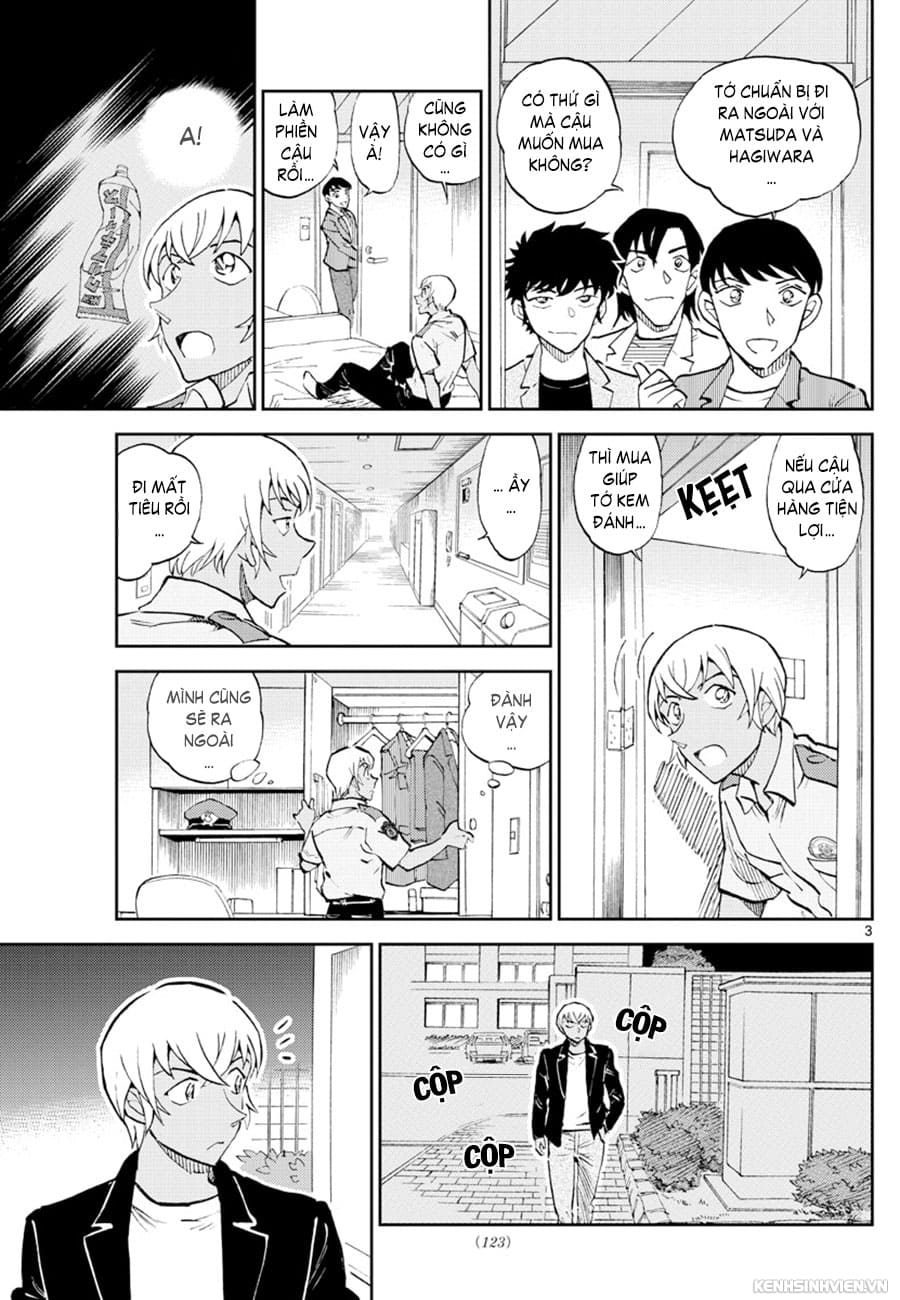 TỚ CHUẨN BỊ ĐI
RA NGOÀI VỚI
MATSUDA VÀ
HAGIWARA
...
CÓ THỨ GÌ
MÀ CẬU
MUỐN MUA
KHÔNG?
CŨNG
KHÔNG
CÓ GÌ
...
VẬY
À!
LÀM
PHIỀN
CẬU
RỒI...
A!
NẾU CẬU
QUA CỬA
HÀNG TIỆN
LỢI...
KẸẸT
THÌ MUA
GIÚP
TỚ KEM
ĐÁNH...
... ẦY
...
ĐI MẤT
TIÊU RỒI
...
ĐÀNH
VẬY
...
MÌNH CŨNG
SẼ RA
NGOÀI
...
3
CỘP
CỘP
CỘP
(123)
KENHSINHVIEN.VN